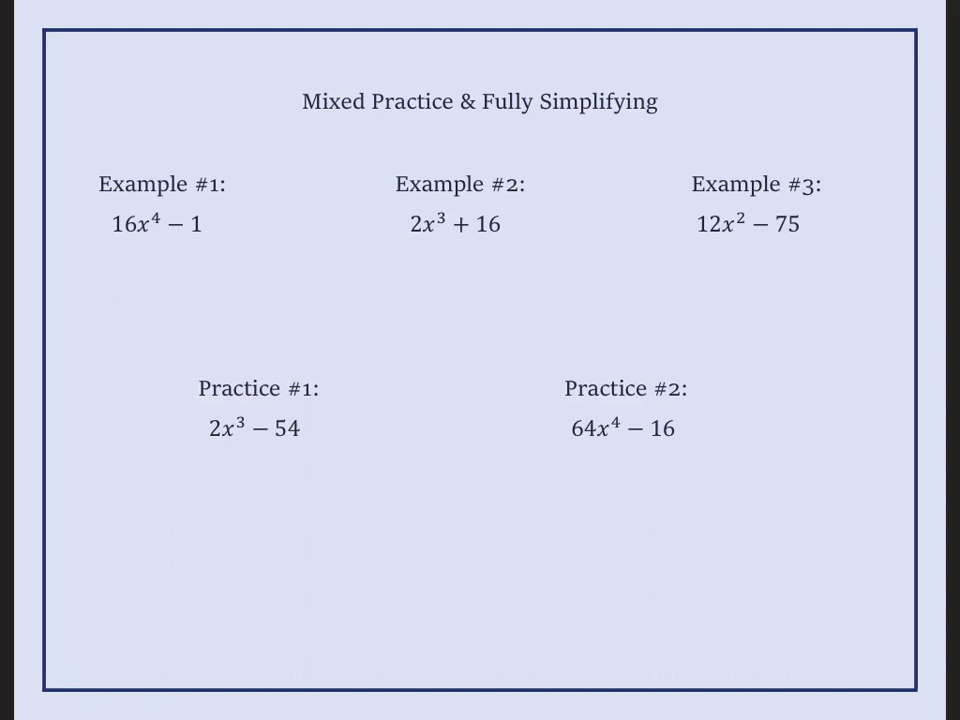 Mixed Practice & Fully Simplifying
Example #1:
16x⁴ − 1
Example #2:
2x³ + 16
Example #3:
12x² − 75
Practice #1:
2x³ − 54
Practice #2:
64x⁴ − 16